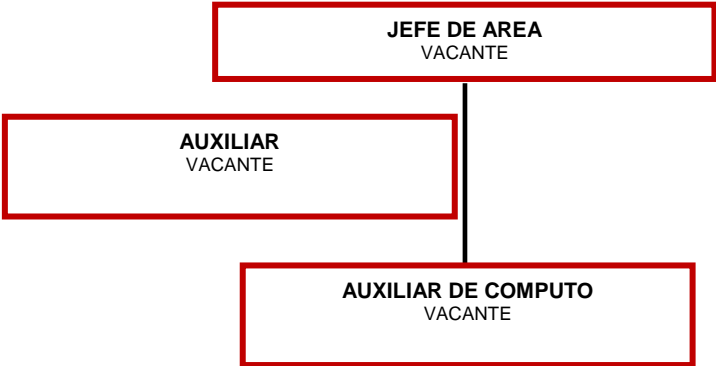 JEFE DE AREA
VACANTE
AUXILIAR
VACANTE
AUXILIAR DE COMPUTO
VACANTE